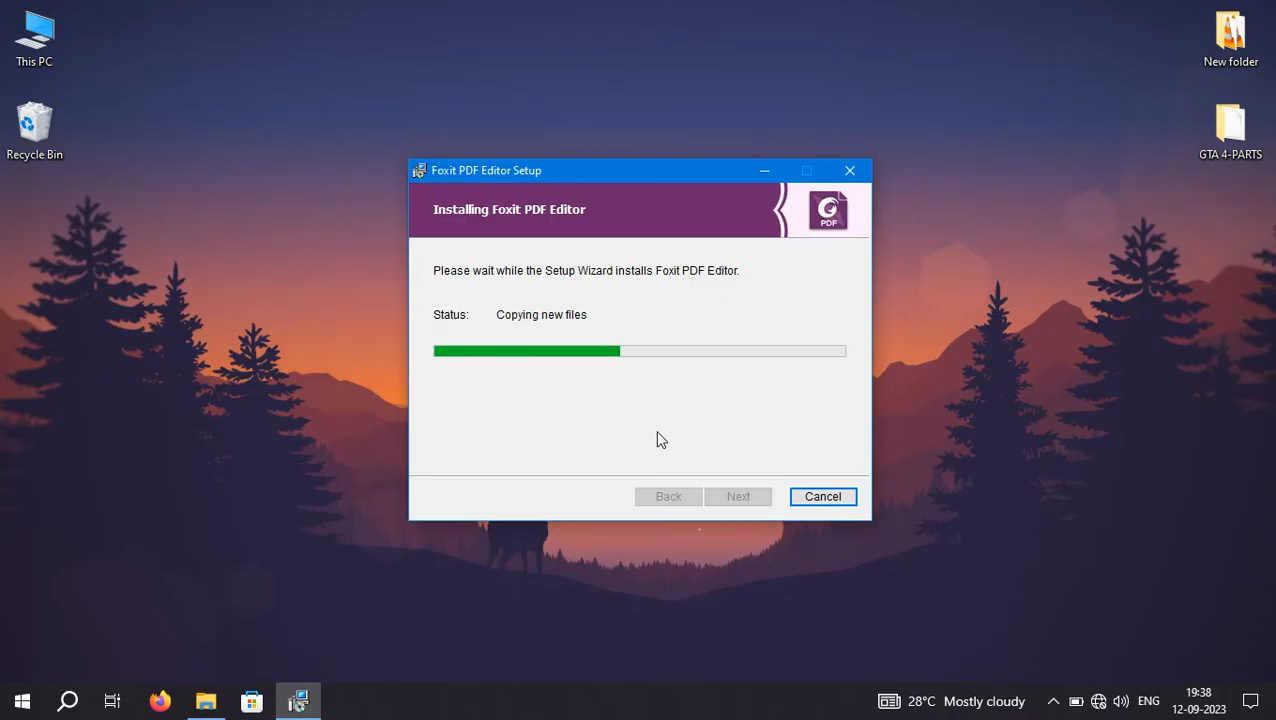 This PC
Recycle Bin
New folder
GTA 4-PARTS
Foxit PDF Editor Setup
Installing Foxit PDF Editor
PDF
Please wait while the Setup Wizard installs Foxit PDF Editor.
Status: Copying new files
Back Next Cancel
28°C Mostly cloudy
ENG
19:38
12-09-2023